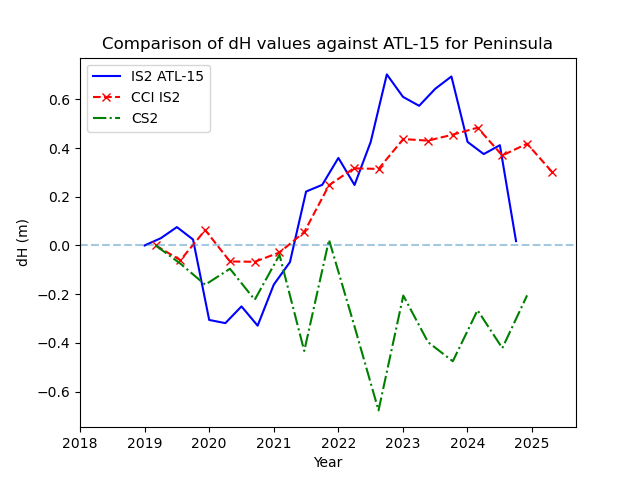 Comparison of dH values against ATL-15 for Peninsula
IS2 ATL-15
CCI IS2
CS2
0.6
0.4
0.2
0.0
−0.2
−0.4
−0.6
dH (m)
2018 2019 2020 2021 2022 2023 2024 2025
Year